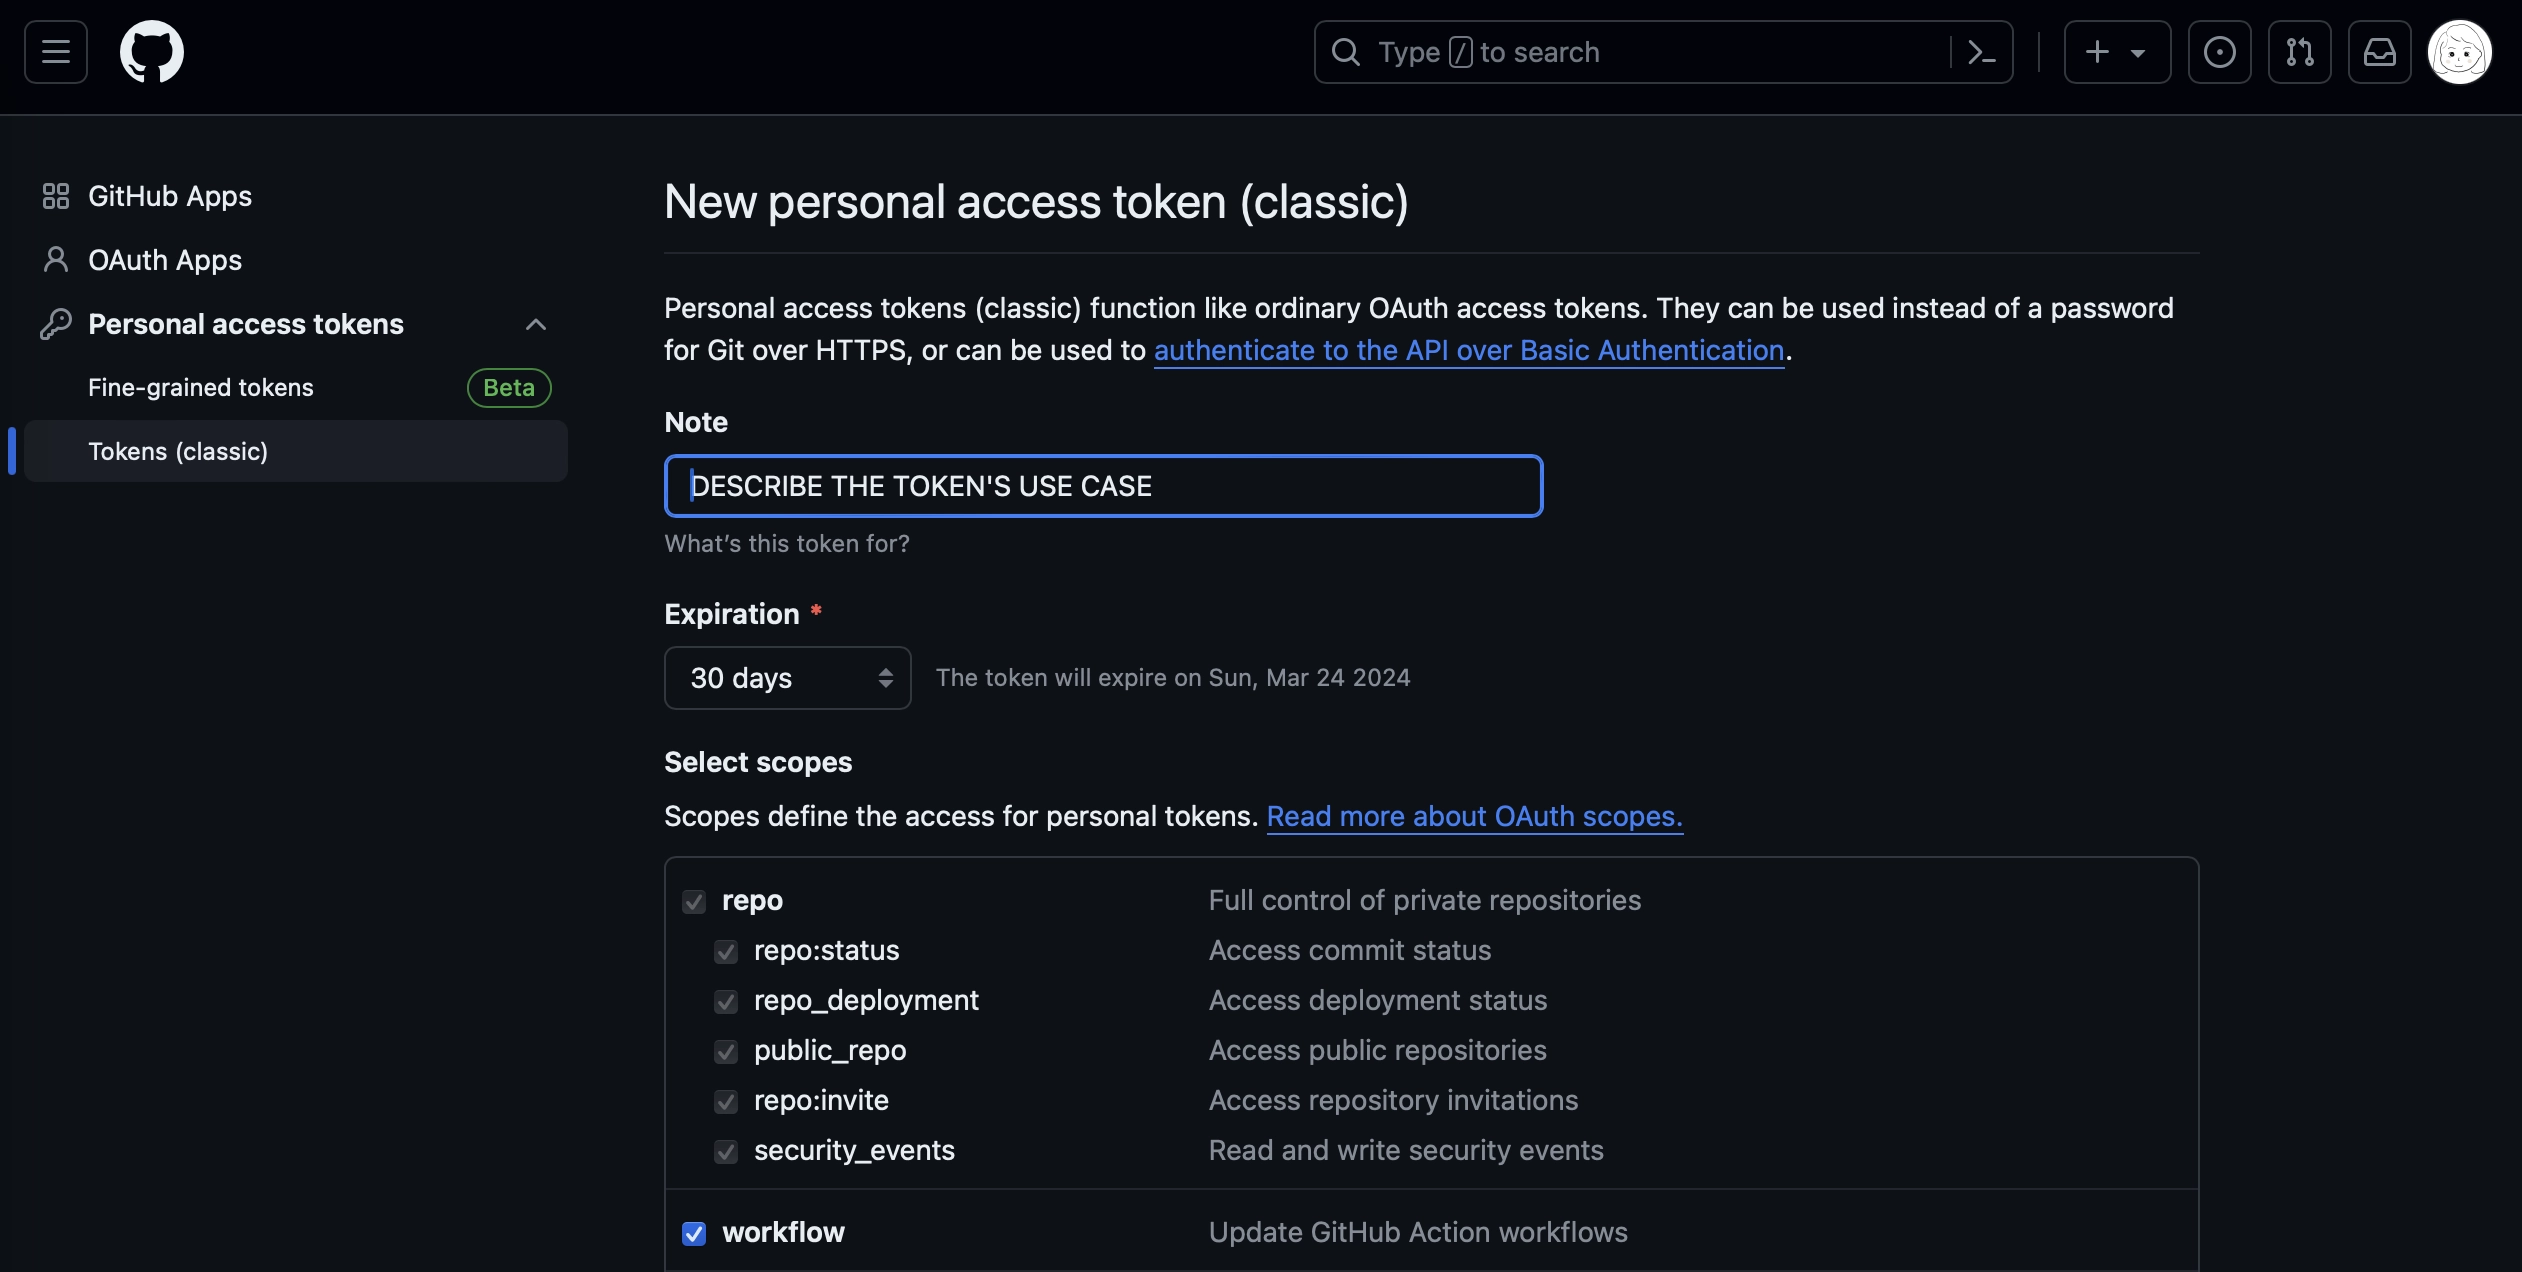 Type / to search
GitHub Apps
OAuth Apps
Personal access tokens
Fine-grained tokens Beta
Tokens (classic)
New personal access token (classic)
Personal access tokens (classic) function like ordinary OAuth access tokens. They can be used instead of a password
for Git over HTTPS, or can be used to authenticate to the API over Basic Authentication.
Note
DESCRIBE THE TOKEN'S USE CASE
What's this token for?
Expiration *
30 days The token will expire on Sun, Mar 24 2024
Select scopes
Scopes define the access for personal tokens. Read more about OAuth scopes.
repo Full control of private repositories
repo:status Access commit status
repo_deployment Access deployment status
public_repo Access public repositories
repo:invite Access repository invitations
security_events Read and write security events
workflow Update GitHub Action workflows